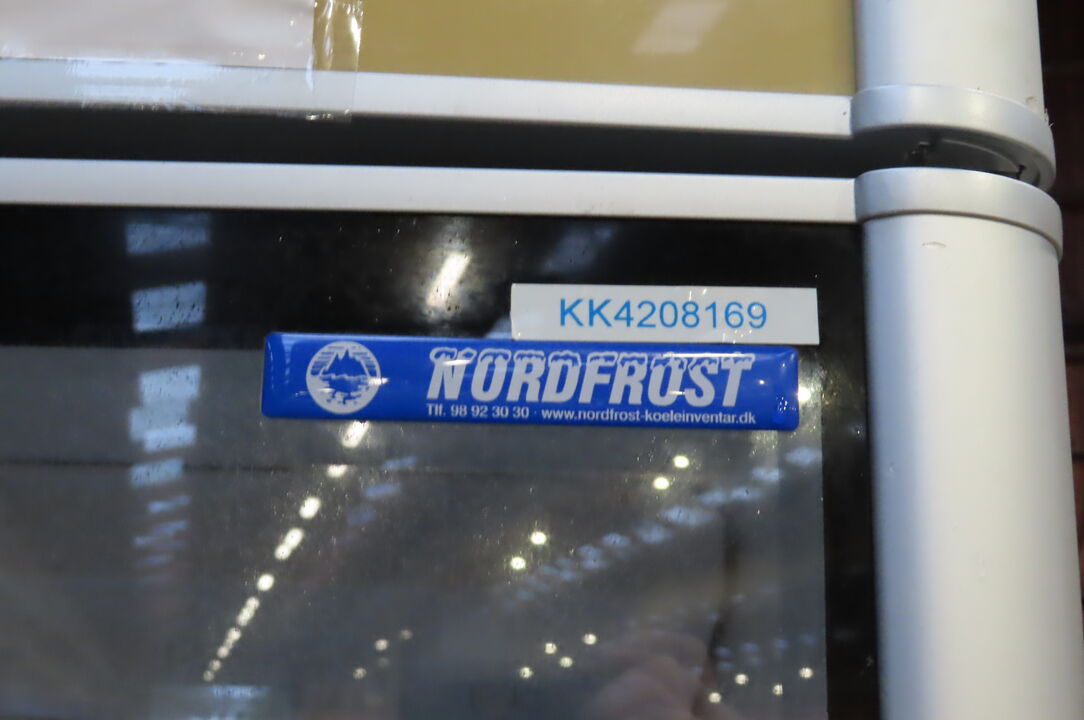 KK4208169
NORDFROST
Tlf. 98 92 30 30 · www.nordfrost-koeleinventar.dk